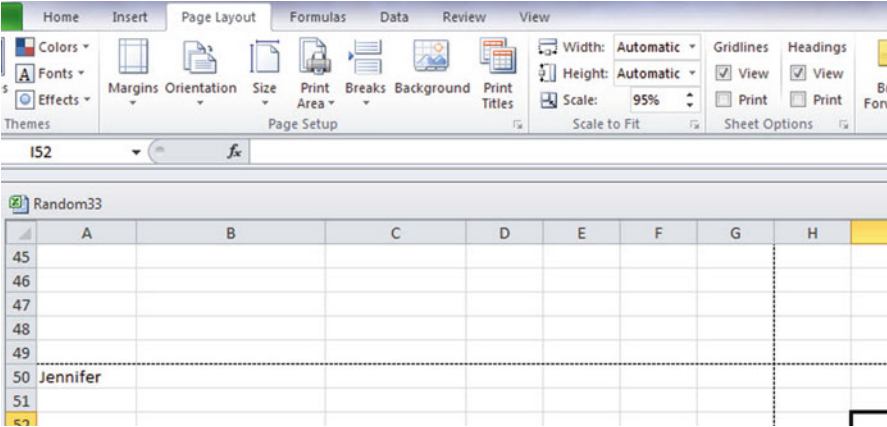 Home Insert Page Layout Formulas Data Review View
Colors Width: Automatic Gridlines Headings
Fonts Height: Automatic View View
Effects Margins Orientation Size Print Area Breaks Background Print Titles Scale: 95% Print Print
Themes Page Setup Scale to Fit Sheet Options
I52 fx
Random33
A B C D E F G H
45
46
47
48
49
50 Jennifer
51
52